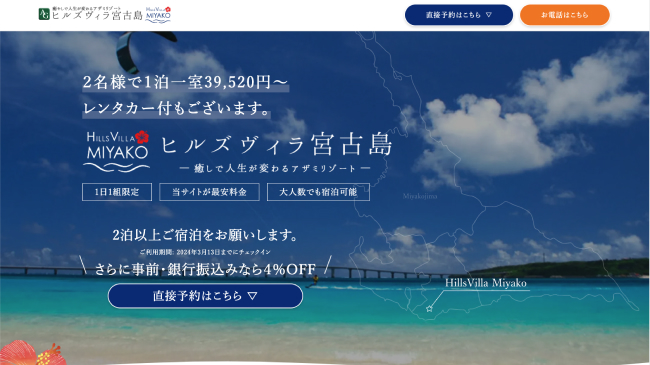 癒やしで人生が変わるアザミリゾート
ヒルズヴィラ宮古島
HILLSVILLA
MIYAKO
直接予約はこちら ▽
お電話はこちら
2名様で1泊一室39,520円〜
レンタカー付もございます。
HILLSVILLA
MIYAKO
ヒルズヴィラ宮古島
― 癒しで人生が変わるアザミリゾート ―
1日1組限定
当サイトが最安料金
大人数でも宿泊可能
Miyakojima
2泊以上ご宿泊をお願いします。
ご利用期間: 2024年3月13日までにチェックイン
\ さらに事前・銀行振込みなら4%OFF /
HillsVilla Miyako
直接予約はこちら ▽